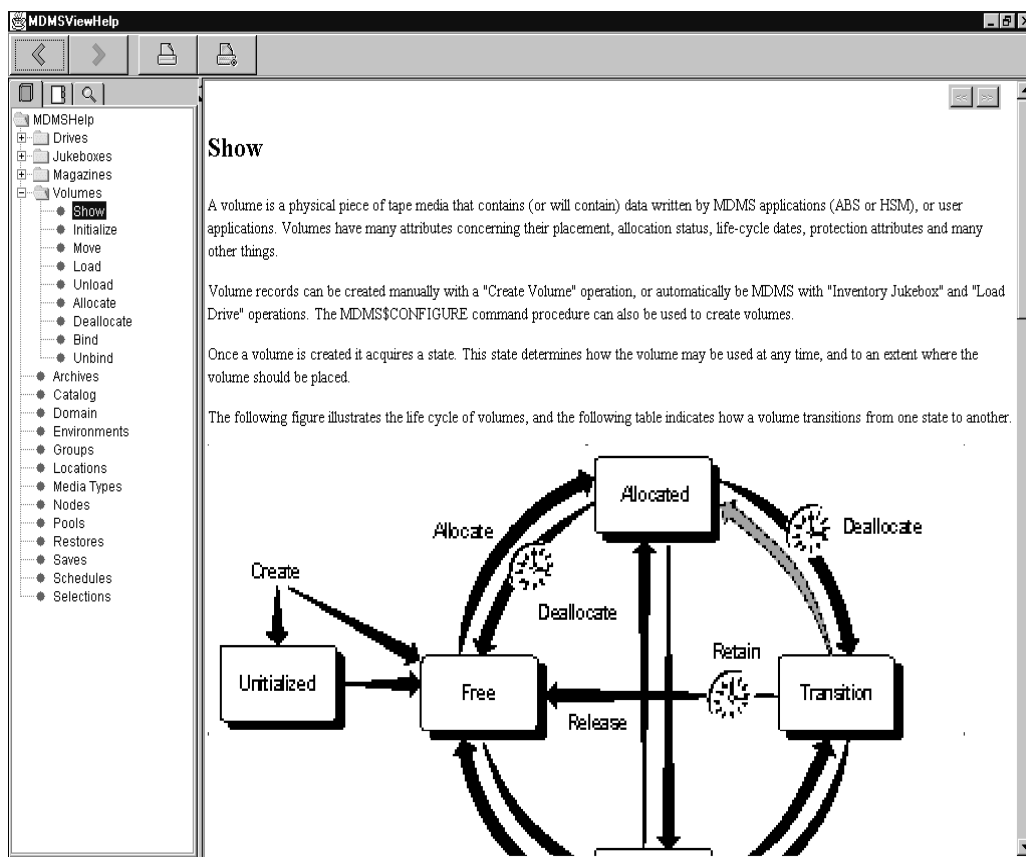 MDMSViewHelp
MDMSHelp
Drives
Jukeboxes
Magazines
Volumes
Show
Initialize
Move
Load
Unload
Allocate
Deallocate
Bind
Unbind
Archives
Catalog
Domain
Environments
Groups
Locations
Media Types
Nodes
Pools
Restores
Saves
Schedules
Selections
<< >>
Show
A volume is a physical piece of tape media that contains (or will contain) data written by MDMS applications (ABS or HSM), or user
applications. Volumes have many attributes concerning their placement, allocation status, life-cycle dates, protection attributes and many
other things.
Volume records can be created manually with a "Create Volume" operation, or automatically be MDMS with "Inventory Jukebox" and "Load
Drive" operations. The MDMS$CONFIGURE command procedure can also be used to create volumes.
Once a volume is created it acquires a state. This state determines how the volume may be used at any time, and to an extent where the
volume should be placed.
The following figure illustrates the life cycle of volumes, and the following table indicates how a volume transitions from one state to another.
Allocated
Allocate
Deallocate
Create
Deallocate
Retain
Unitialized
Free
Transition
Release